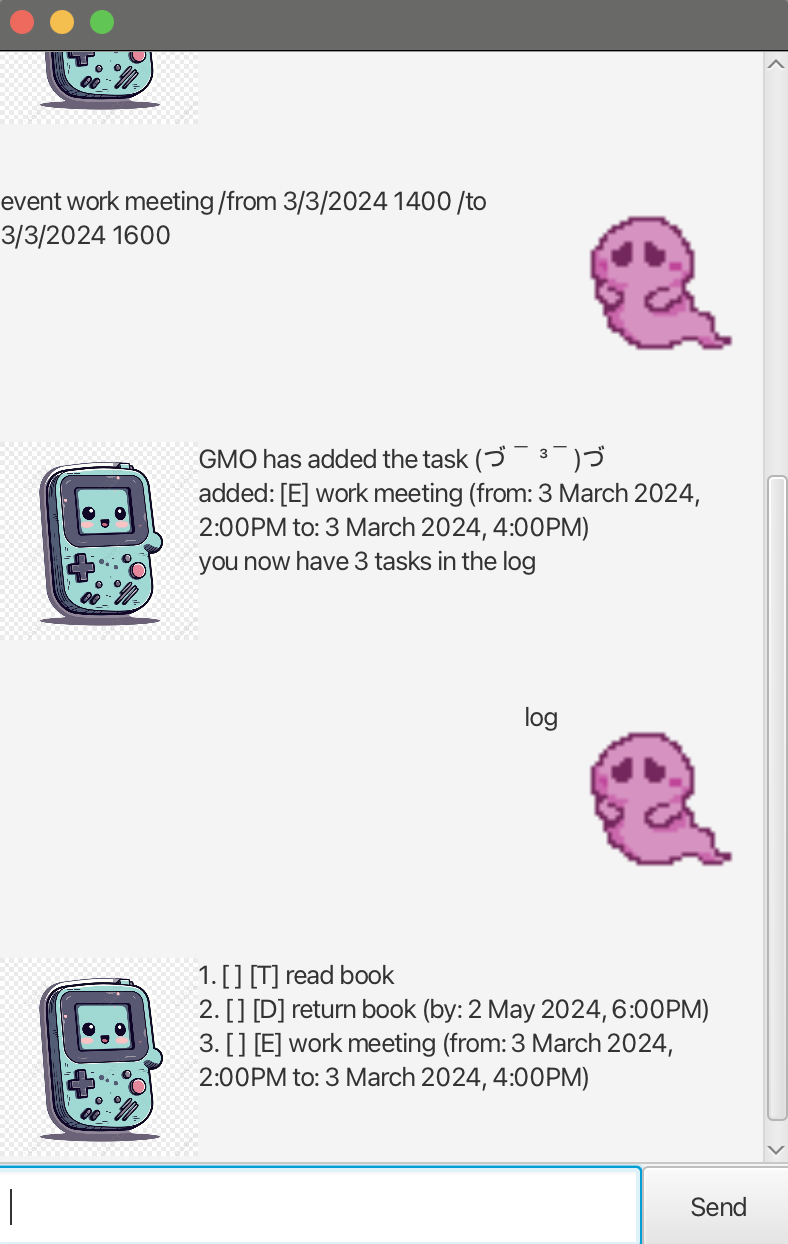 event work meeting /from 3/3/2024 1400 /to
3/3/2024 1600
GMO has added the task (づ ￣ ³￣ )づ
added: [E] work meeting (from: 3 March 2024,
2:00PM to: 3 March 2024, 4:00PM)
you now have 3 tasks in the log
log
1. [ ] [T] read book
2. [ ] [D] return book (by: 2 May 2024, 6:00PM)
3. [ ] [E] work meeting (from: 3 March 2024,
2:00PM to: 3 March 2024, 4:00PM)
Send